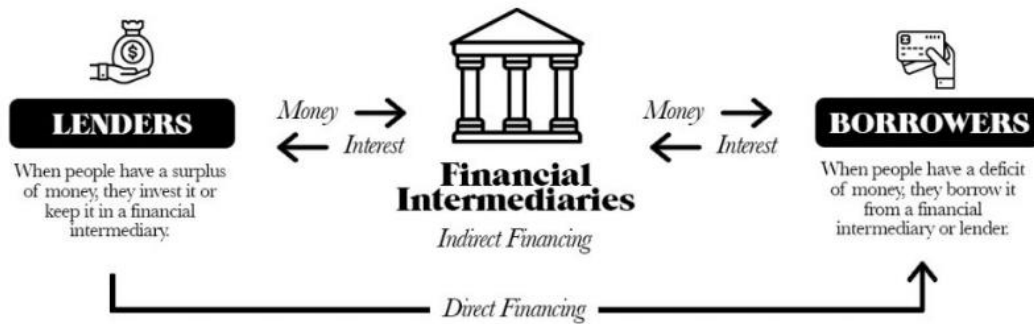 $
LENDERS
When people have a surplus
of money, they invest it or
keep it in a financial
intermediary.
Money
Interest
Financial
Intermediaries
Indirect Financing
Money
Interest
BORROWERS
When people have a deficit
of money, they borrow it
from a financial
intermediary or lender.
Direct Financing